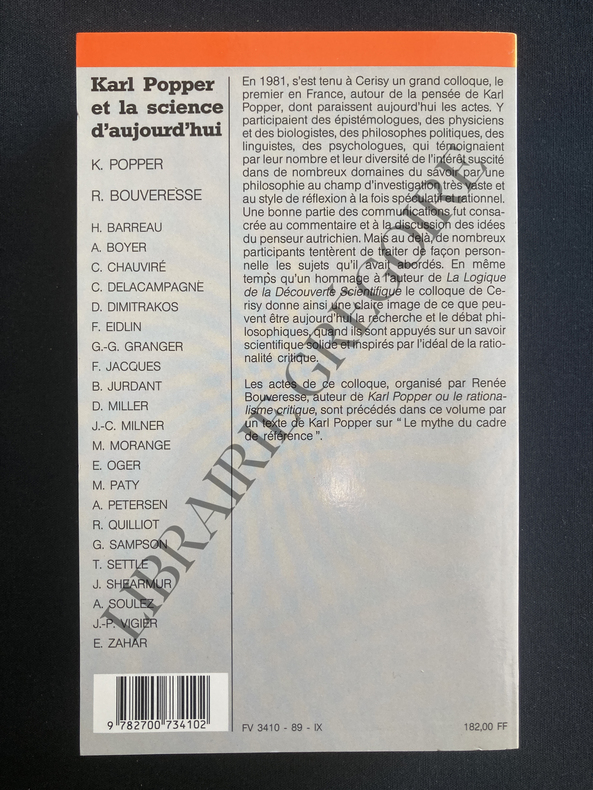 Karl Popper
et la science
d'aujourd'hui
K. POPPER
R. BOUVERESSE
H. BARREAU
A. BOYER
C. CHAUVIRÉ
C. DELACAMPAGNE
D. DIMITRAKOS
F. EIDLIN
G.-G. GRANGER
F. JACQUES
B. JURDANT
D. MILLER
J.-C. MILNER
M. MORANGE
E. OGER
M. PATY
A. PETERSEN
R. QUILLIOT
G. SAMPSON
T. SETTLE
J. SHEARMUR
A. SOULEZ
J.-P. VIGIER
E. ZAHAR
9 782700 734102
En 1981, s'est tenu à Cerisy un grand colloque, le
premier en France, autour de la pensée de Karl
Popper, dont paraissent aujourd'hui les actes. Y
participaient des épistémologues, des physiciens
et des biologistes, des philosophes politiques, des
linguistes, des psychologues, qui témoignaient
par leur nombre et leur diversité de l'intérêt suscité
dans de nombreux domaines du savoir par une
philosophie au champ d'investigation très vaste et
au style de réflexion à la fois spéculatif et rationnel.
Une bonne partie des communications fut consa-
crée au commentaire et à la discussion des idées
du penseur autrichien. Mais au delà, de nombreux
participants tentèrent de traiter de façon person-
nelle les sujets qu'il avait abordés. En même
temps qu'un hommage à l'auteur de La Logique
de la Découverte Scientifique le colloque de Ce-
risy donne ainsi une claire image de ce que peu-
vent être aujourd'hui la recherche et le débat phi-
losophiques, quand ils sont appuyés sur un savoir
scientifique solide et inspirés par l'idéal de la ratio-
nalité critique.
Les actes de ce colloque, organisé par Renée
Bouveresse, auteur de Karl Popper ou le rationa-
lisme critique, sont précédés dans ce volume par
un texte de Karl Popper sur " Le mythe du cadre
de référence ".
FV 3410 - 89 - IX
182,00 FF
LIBRAIRIE GRÉGOIRE